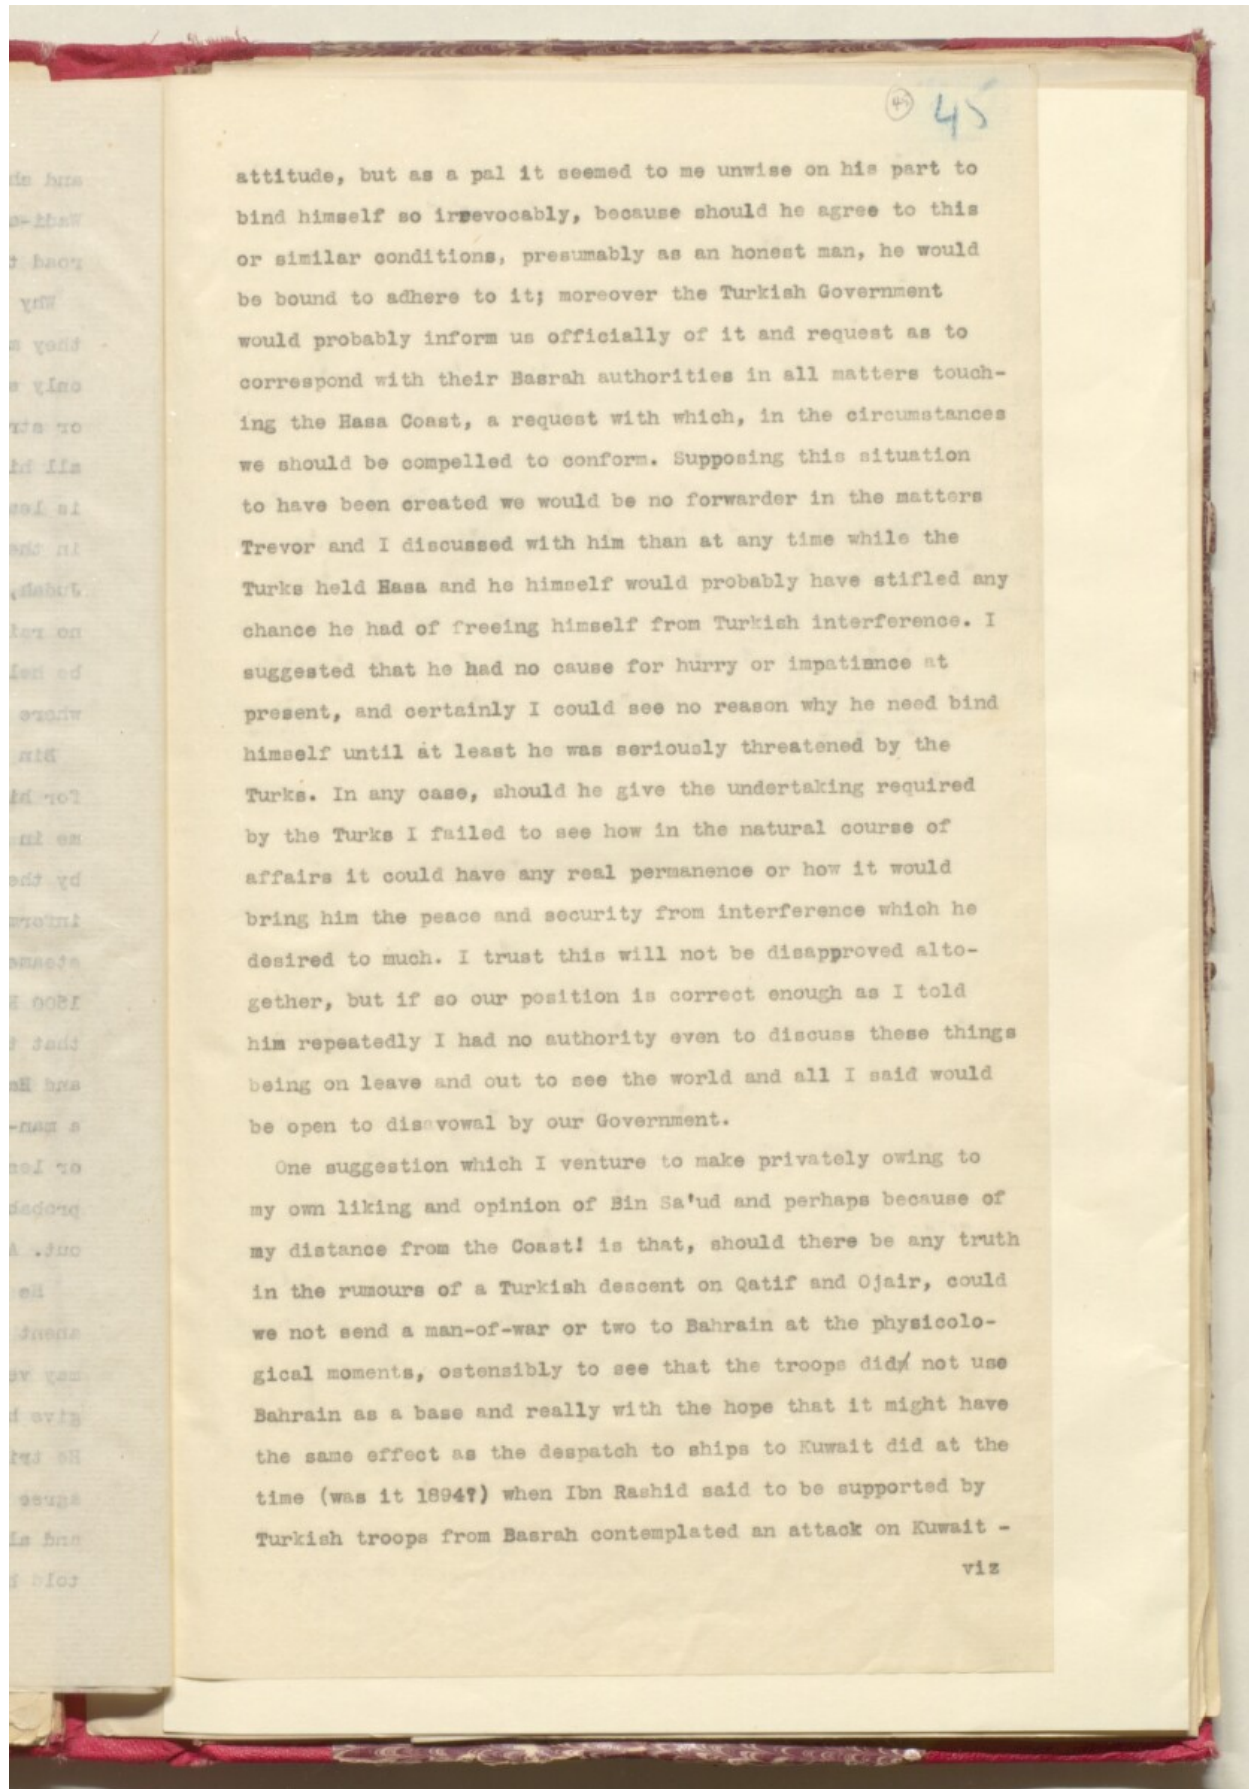 45 45
attitude, but as a pal it seemed to me unwise on his part to
bind himself so irrevocably, because should he agree to this
or similar conditions, presumably as an honest man, he would
be bound to adhere to it; moreover the Turkish Government
would probably inform us officially of it and request as to
correspond with their Basrah authorities in all matters touch-
ing the Hasa Coast, a request with which, in the circumstances
we should be compelled to conform. Supposing this situation
to have been created we would be no forwarder in the matters
Trevor and I discussed with him than at any time while the
Turks held Hasa and he himself would probably have stifled any
chance he had of freeing himself from Turkish interference. I
suggested that he had no cause for hurry or impatiance at
present, and certainly I could see no reason why he need bind
himself until at least he was seriously threatened by the
Turks. In any case, should he give the undertaking required
by the Turks I failed to see how in the natural course of
affairs it could have any real permanence or how it would
bring him the peace and security from interference which he
desired to much. I trust this will not be disapproved alto-
gether, but if so our position is correct enough as I told
him repeatedly I had no authority even to discuss these things
being on leave and out to see the world and all I said would
be open to disavowal by our Government.
One suggestion which I venture to make privately owing to
my own liking and opinion of Bin Sa'ud and perhaps because of
my distance from the Coast! is that, should there be any truth
in the rumours of a Turkish descent on Qatif and Ojair, could
we not send a man-of-war or two to Bahrain at the physicolo-
gical moments, ostensibly to see that the troops did not use
Bahrain as a base and really with the hope that it might have
the same effect as the despatch to ships to Kuwait did at the
time (was it 1894?) when Ibn Rashid said to be supported by
Turkish troops from Basrah contemplated an attack on Kuwait -
viz